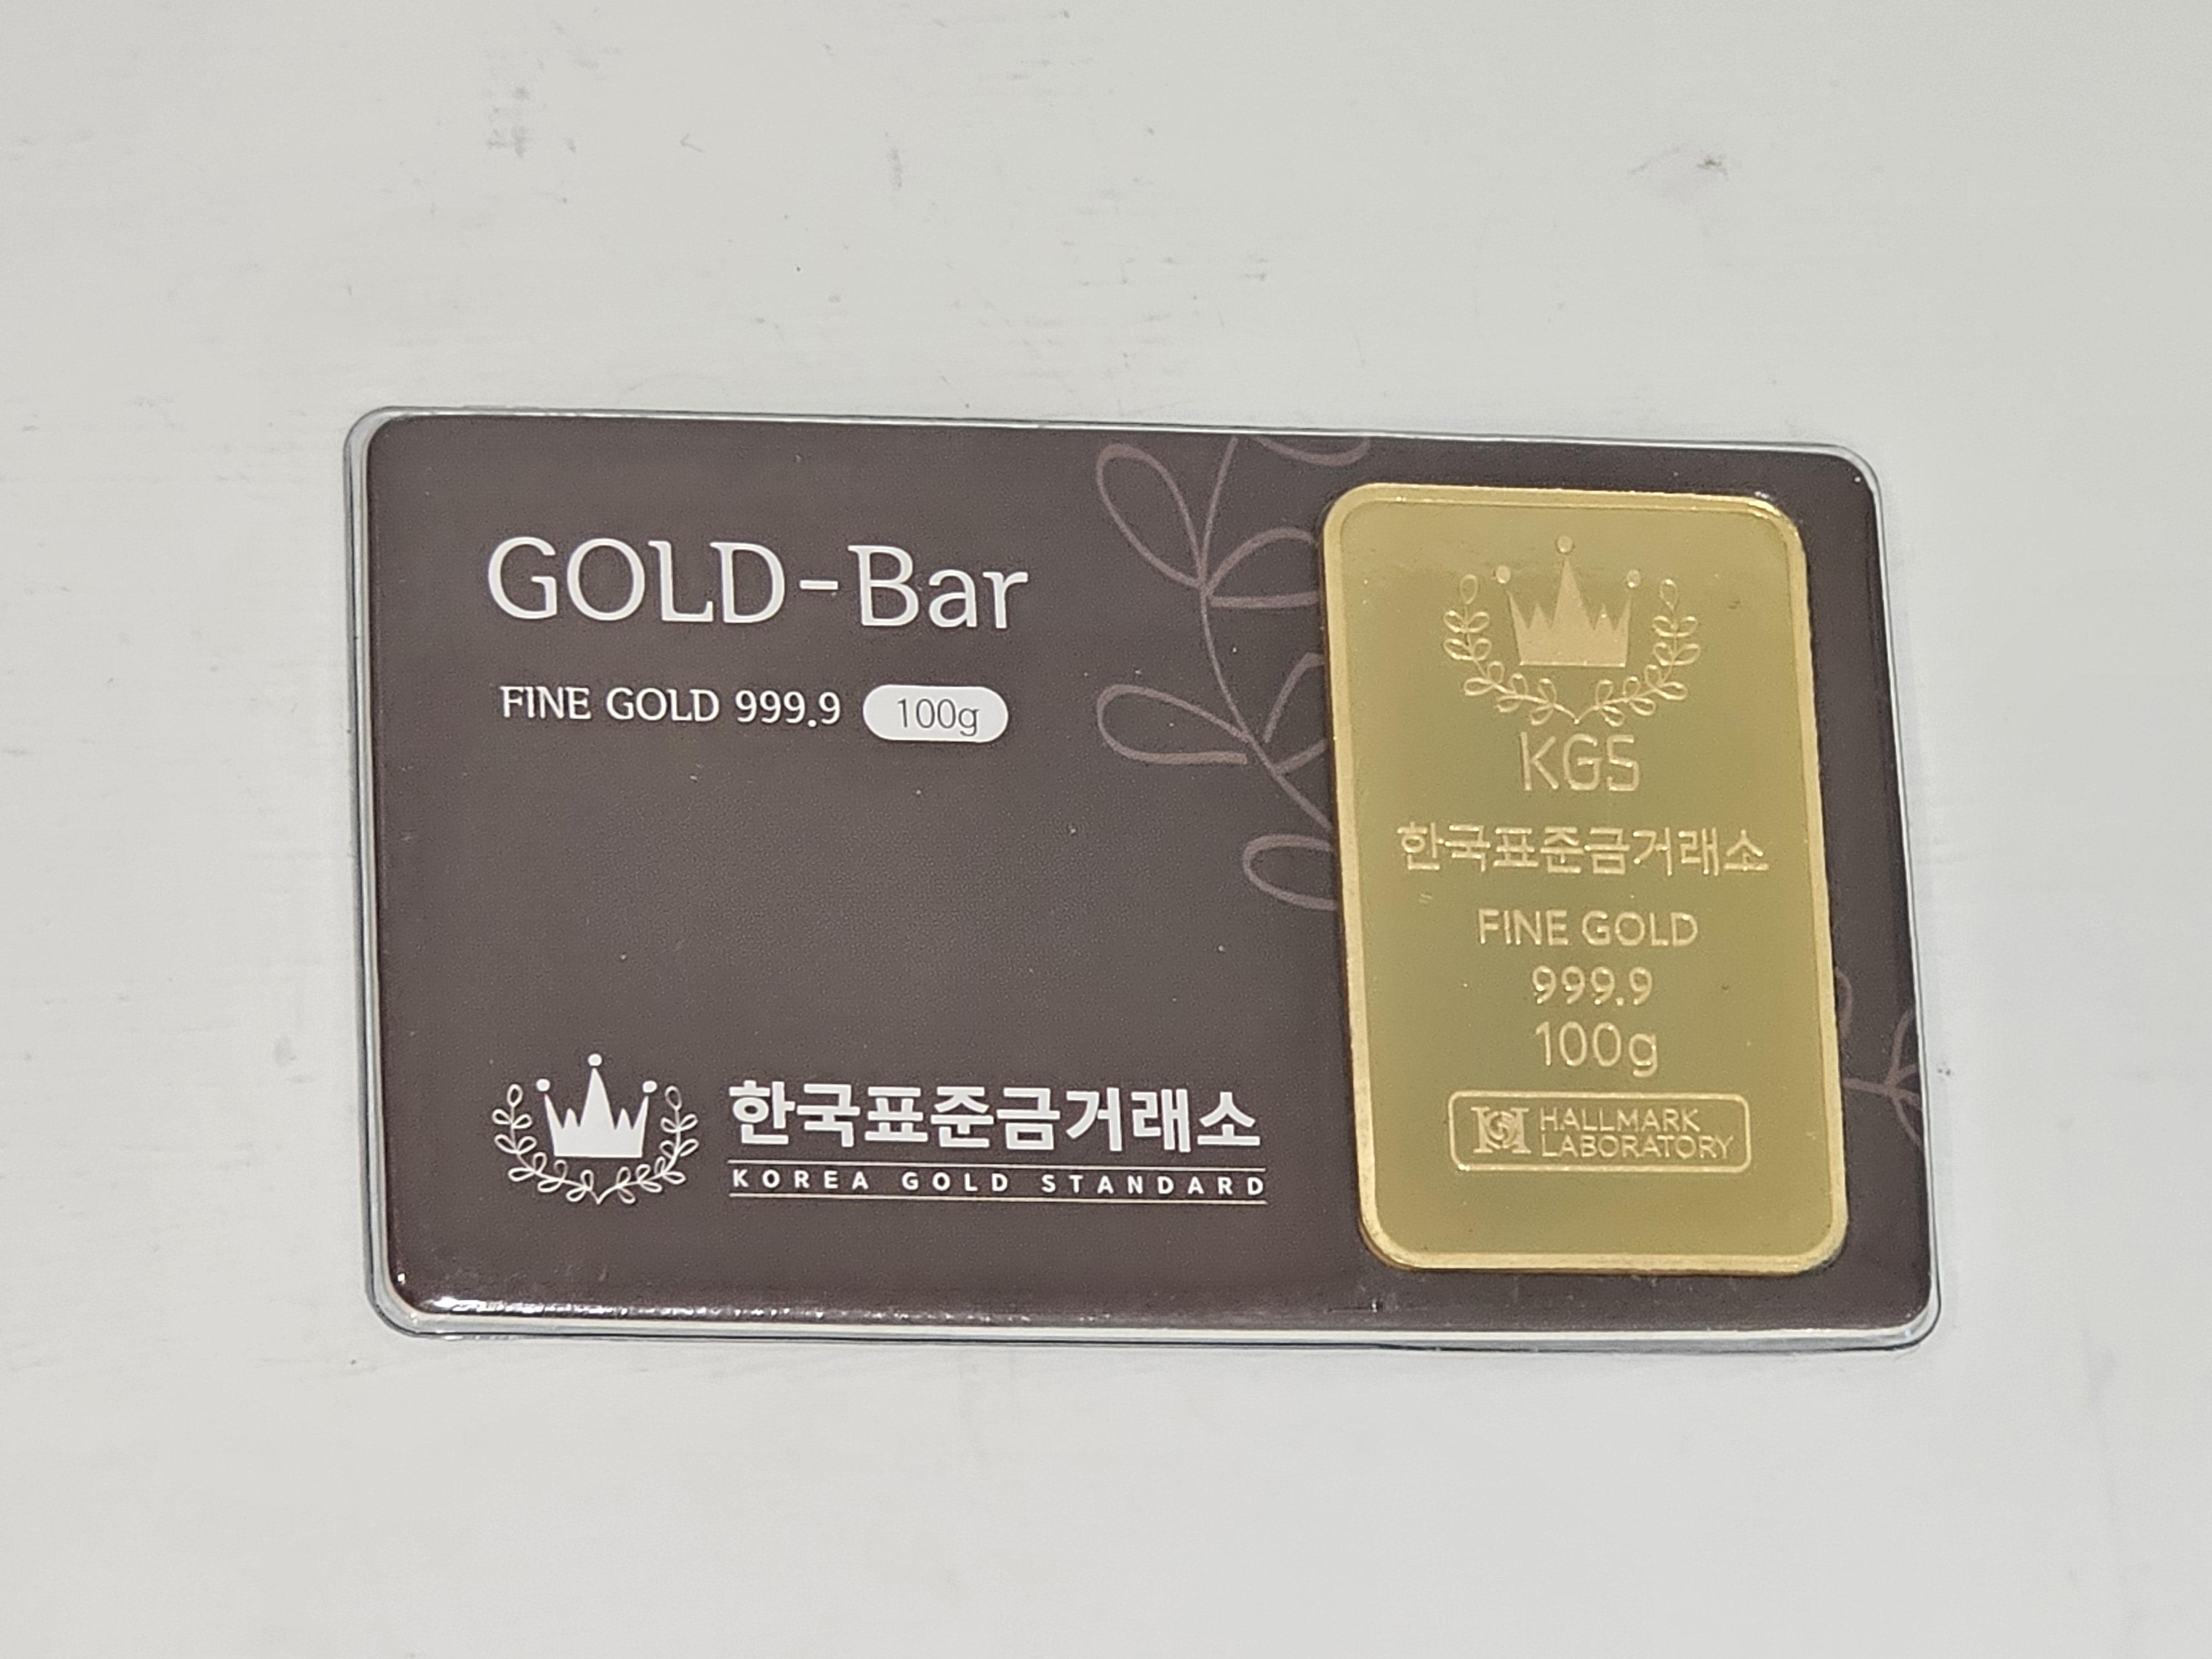 GOLD-Bar
FINE GOLD 999.9 100g
한국표준금거래소
KOREA GOLD STANDARD
KGS
한국표준금거래소
FINE GOLD
999.9
100g
HALLMARK
LABORATORY